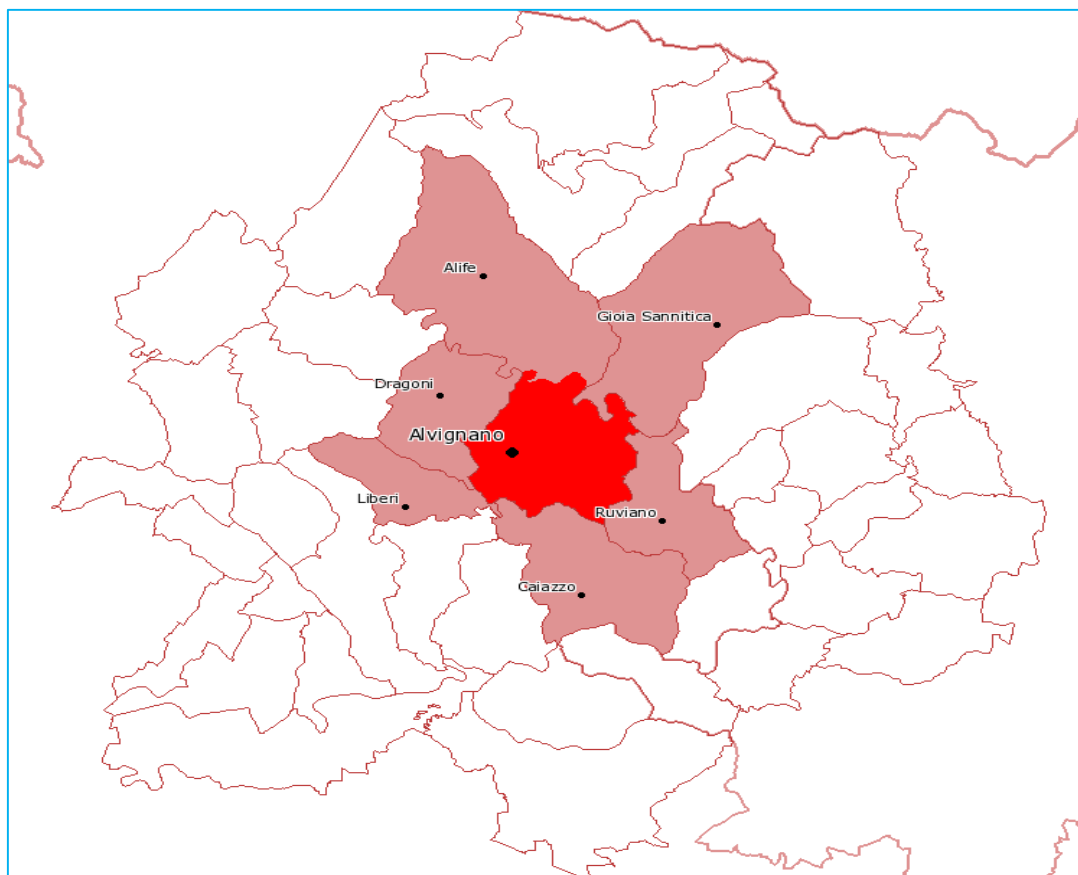 Alife
Gioia Sannitica
Dragoni
Alvignano
Liberi
Ruviano
Caiazzo